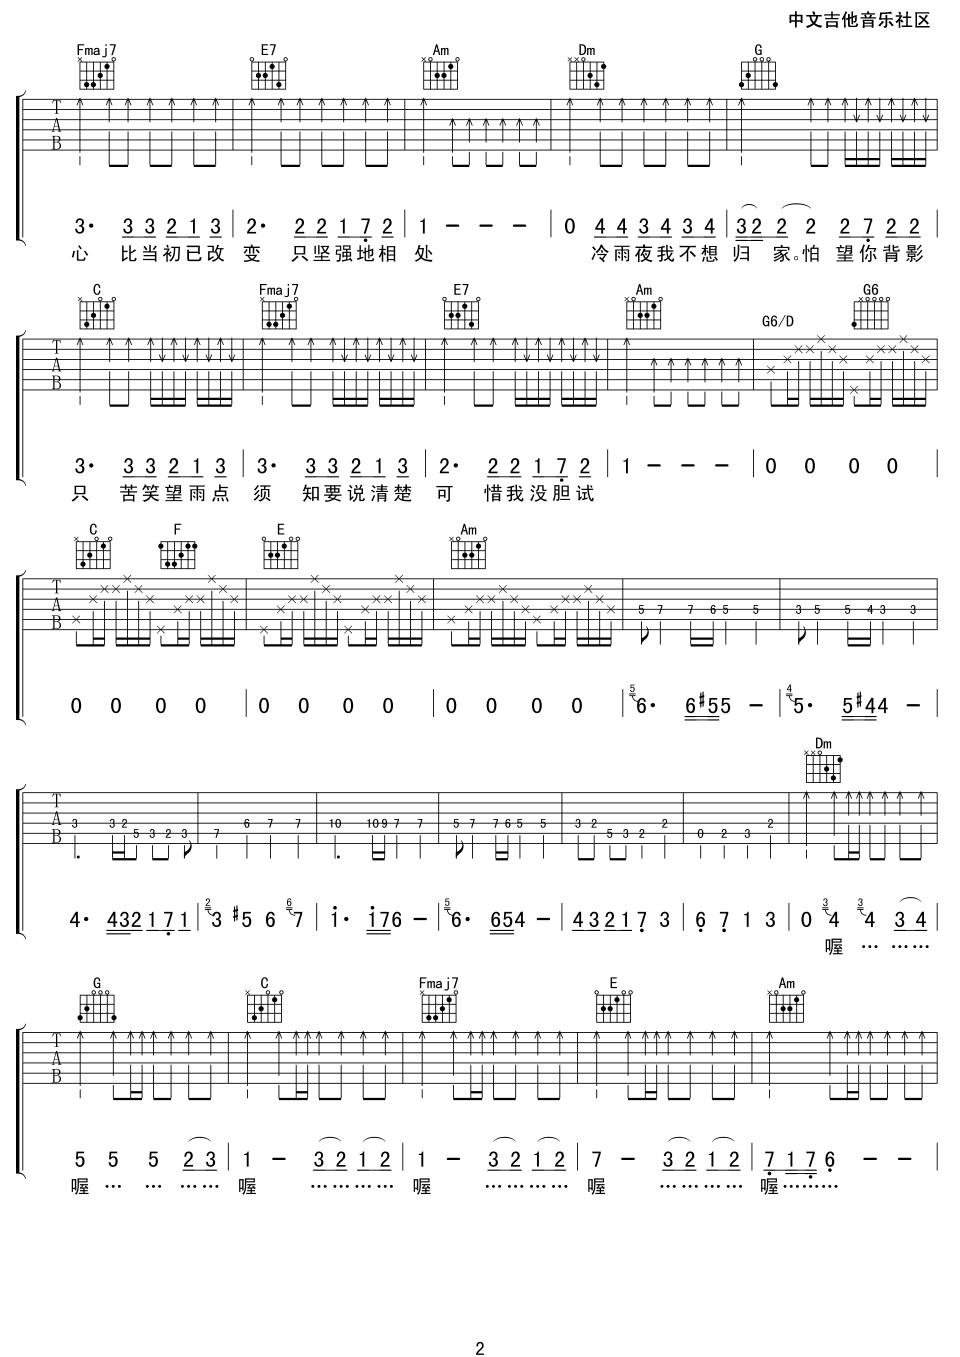 中文吉他音乐社区
Fmaj7 E7 Am Dm G
T
A
B
3· 3 3 2 1 3 2· 2 2 1 7 2 1 - - - 0 4 4 3 4 3 4 3 2 2 2 2 7 2 2
心 比当初已改 变 只坚强地相 处 冷雨夜我不想 归 家。怕 望你背影
C Fmaj7 E7 Am G6/D G6
T
A
B
3· 3 3 2 1 3 3· 3 3 2 1 3 2· 2 2 1 7 2 1 - - - 0 0 0 0
只 苦笑望雨点 须 知要说清楚 可 惜我没胆试
C F E Am
T
A
B
5 7 7 6 5 5 3 5 5 4 3 3
0 0 0 0 0 0 0 0 0 0 0 0 5 6· 6 #5 5 - 4 5· 5 #4 4 -
Dm
T
A
B
3 3 2 5 3 2 3 7 6 7 7 10 10 9 7 7 5 7 7 6 5 5 3 2 5 3 2 2 0 2 3 2
4· 4 3 2 1 7 1 2 3 #5 6 6 7 1· 1 7 6 - 5 6· 6 5 4 - 4 3 2 1 7 3 6 7 1 3 0 3 4 3 4 3 4
喔 … … …
G C Fmaj7 E Am
T
A
B
5 5 5 2 3 1 - 3 2 1 2 1 - 3 2 1 2 7 - 3 2 1 2 7 1 7 6 - -
喔 … … … 喔 … … … 喔 … … … 喔 … … … 喔 … … …
2